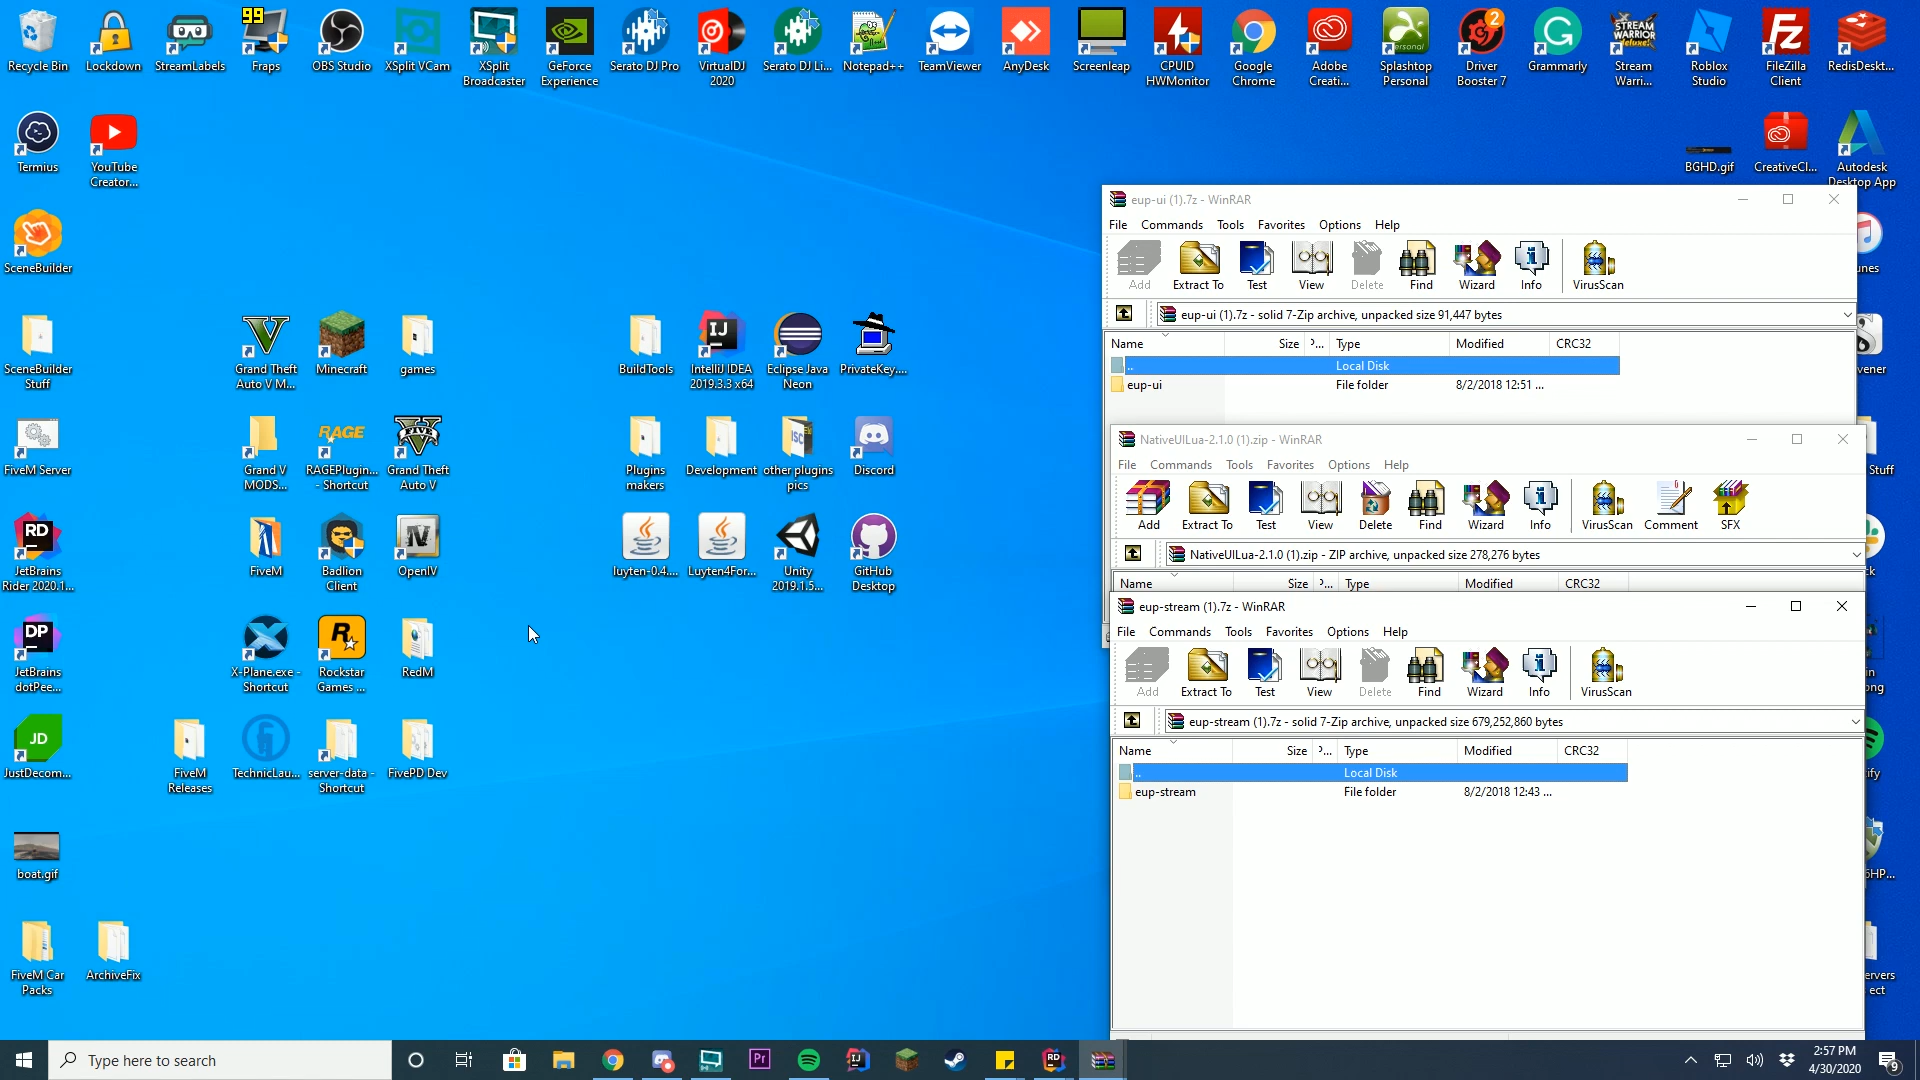 99
Recycle Bin
Lockdown
StreamLabels
Fraps
OBS Studio
XSplit VCam
XSplit
Broadcaster
GeForce
Experience
Serato DJ Pro
VirtualDJ
2020
Serato DJ Li...
Notepad++
TeamViewer
AnyDesk
Screenleap
CPUID
HWMonitor
Google
Chrome
Adobe
Creati...
personal
Splashtop
Personal
2
Driver
Booster 7
Grammarly
STREAM
WARRIOR
deluxe!
Stream
Warri...
Roblox
Studio
FileZilla
Client
RedisDeskt...
Termius
YouTube
Creator...
BGHD.gif
CreativeCl...
Autodesk
Desktop App
SceneBuilder
SceneBuilder
Stuff
Grand Theft
Auto V M...
Minecraft
games
BuildTools
IntelliJ IDEA
2019.3.3 x64
Eclipse Java
Neon
PrivateKey....
FiveM Server
Grand V
MODS...
RAGE
RAGEPlugin...
- Shortcut
FIVE
Grand Theft
Auto V
Plugins
makers
Development
other plugins
pics
Discord
RD
JetBrains
Rider 2020.1...
FiveM
Badlion
Client
OpenIV
luyten-0.4....
Luyten4For...
Unity
2019.1.5...
GitHub
Desktop
DP
JetBrains
dotPee...
X-Plane.exe -
Shortcut
Rockstar
Games ...
RedM
JD
JustDecom...
FiveM
Releases
TechnicLau...
server-data -
Shortcut
FivePD Dev
boat.gif
FiveM Car
Packs
ArchiveFix
eup-ui (1).7z - WinRAR
File Commands Tools Favorites Options Help
Add Extract To Test View Delete Find Wizard Info VirusScan
eup-ui (1).7z - solid 7-Zip archive, unpacked size 91,447 bytes
Name Size Type Modified CRC32
.. Local Disk
eup-ui File folder 8/2/2018 12:51 ...
NativeUILua-2.1.0 (1).zip - WinRAR
File Commands Tools Favorites Options Help
Add Extract To Test View Delete Find Wizard Info VirusScan Comment SFX
NativeUILua-2.1.0 (1).zip - ZIP archive, unpacked size 278,276 bytes
Name Size Type Modified CRC32
eup-stream (1).7z - WinRAR
File Commands Tools Favorites Options Help
Add Extract To Test View Delete Find Wizard Info VirusScan
eup-stream (1).7z - solid 7-Zip archive, unpacked size 679,252,860 bytes
Name Size Type Modified CRC32
.. Local Disk
eup-stream File folder 8/2/2018 12:43 ...
Stuff
Type here to search
2:57 PM
4/30/2020
9